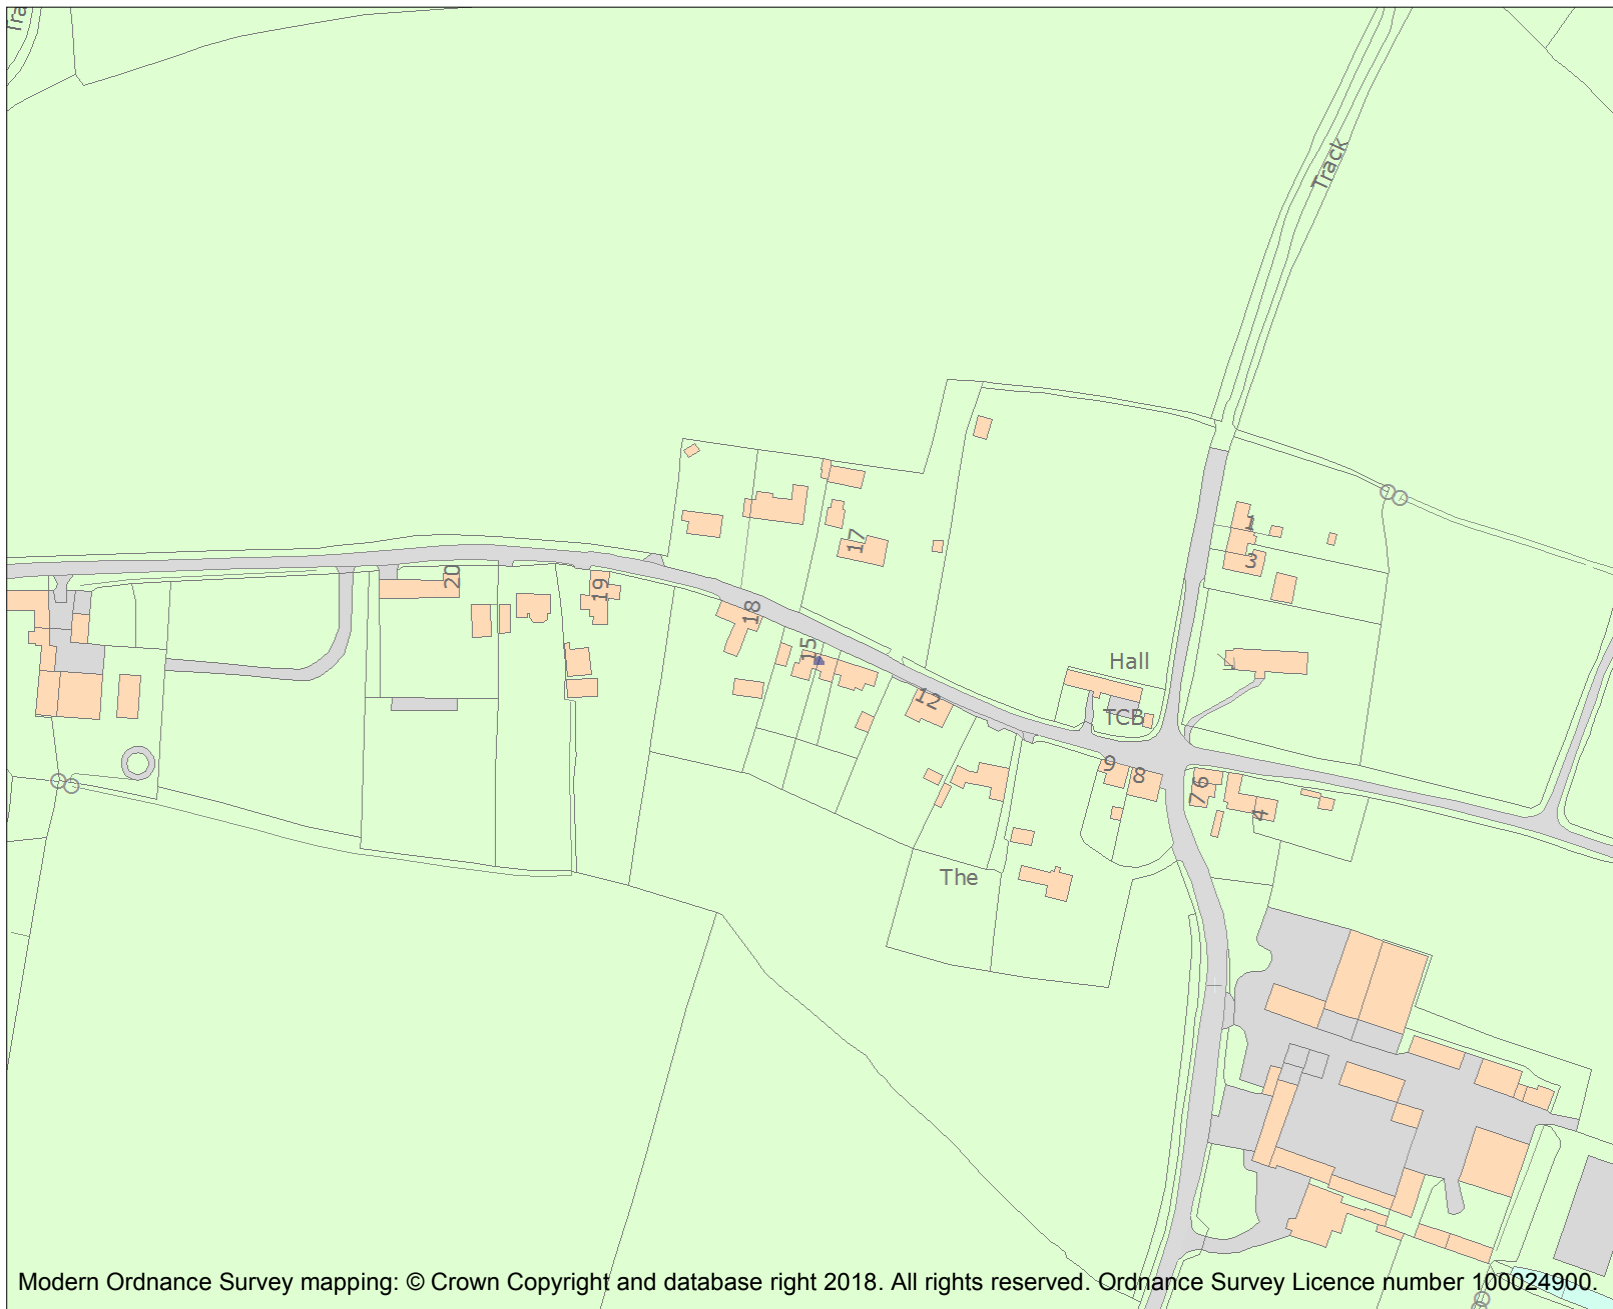 Tra
Track
1
17
3
20
19
18
15
Hall
12
TCB
9
8
7
6
4
The
Modern Ordnance Survey mapping: © Crown Copyright and database right 2018. All rights reserved. Ordnance Survey Licence number 100024900.